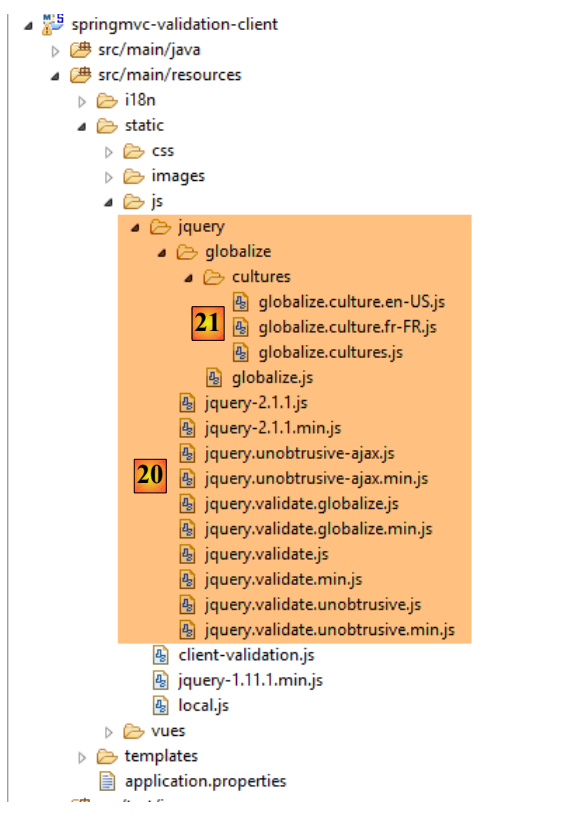 springmvc-validation-client
src/main/java
src/main/resources
i18n
static
css
images
js
jquery
globalize
cultures
globalize.culture.en-US.js
21 globalize.culture.fr-FR.js
globalize.cultures.js
globalize.js
jquery-2.1.1.js
jquery-2.1.1.min.js
jquery.unobtrusive-ajax.js
20 jquery.unobtrusive-ajax.min.js
jquery.validate.globalize.js
jquery.validate.globalize.min.js
jquery.validate.js
jquery.validate.min.js
jquery.validate.unobtrusive.js
jquery.validate.unobtrusive.min.js
client-validation.js
jquery-1.11.1.min.js
local.js
vues
templates
application.properties